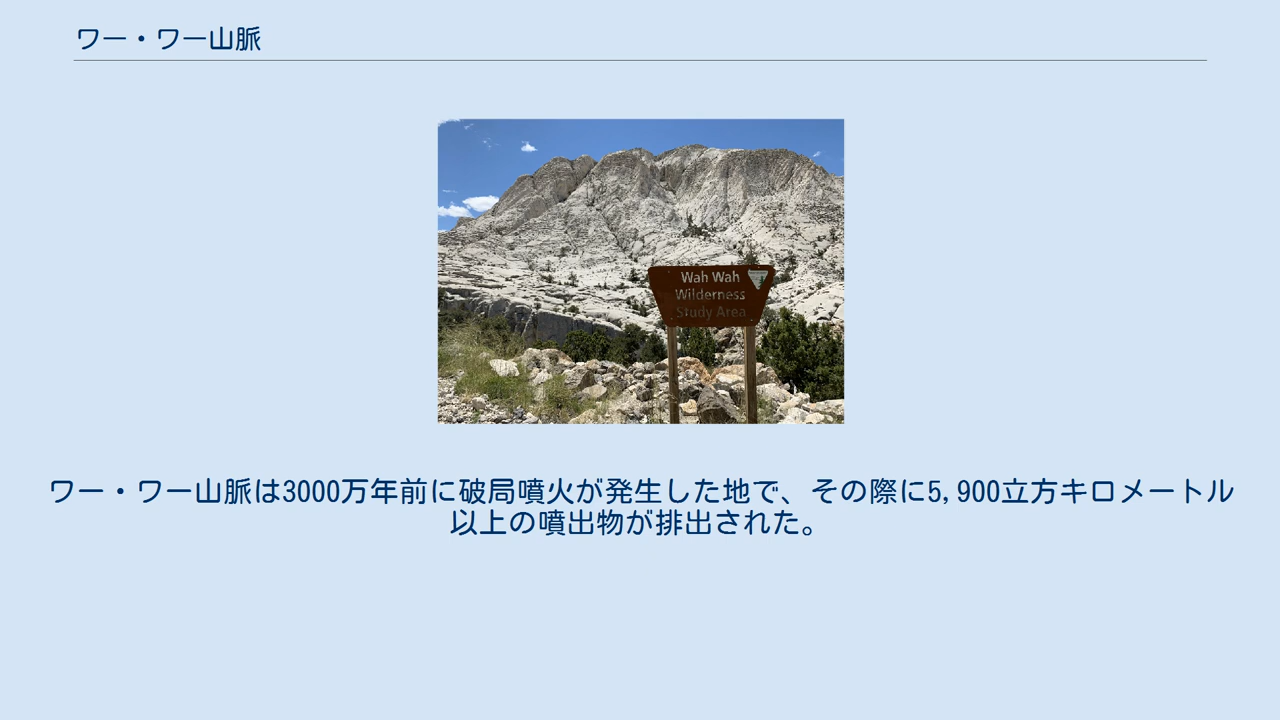 ワー・ワー山脈
Wah Wah
Wilderness
Study Area
ワー・ワー山脈は3000万年前に破局噴火が発生した地で、その際に5,900立方キロメートル
以上の噴出物が排出された。